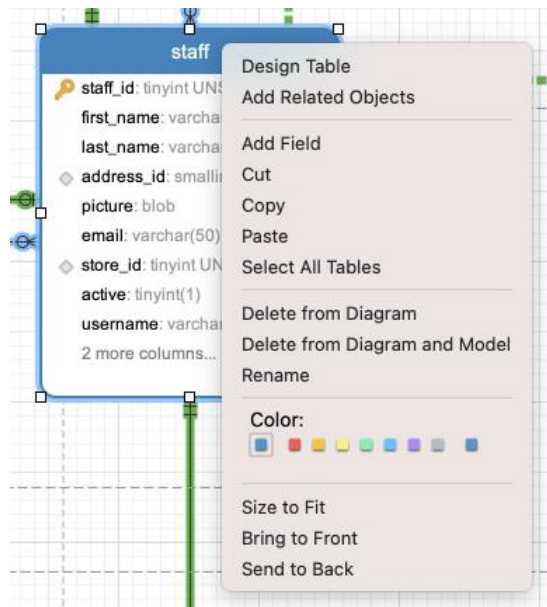 staff
staff_id: tinyint UNS
first_name: varcha
last_name: varcha
address_id: smalli
picture: blob
email: varchar(50)
store_id: tinyint UN
active: tinyint(1)
username: varcha
2 more columns...
Design Table
Add Related Objects
Add Field
Cut
Copy
Paste
Select All Tables
Delete from Diagram
Delete from Diagram and Model
Rename
Color:
Size to Fit
Bring to Front
Send to Back